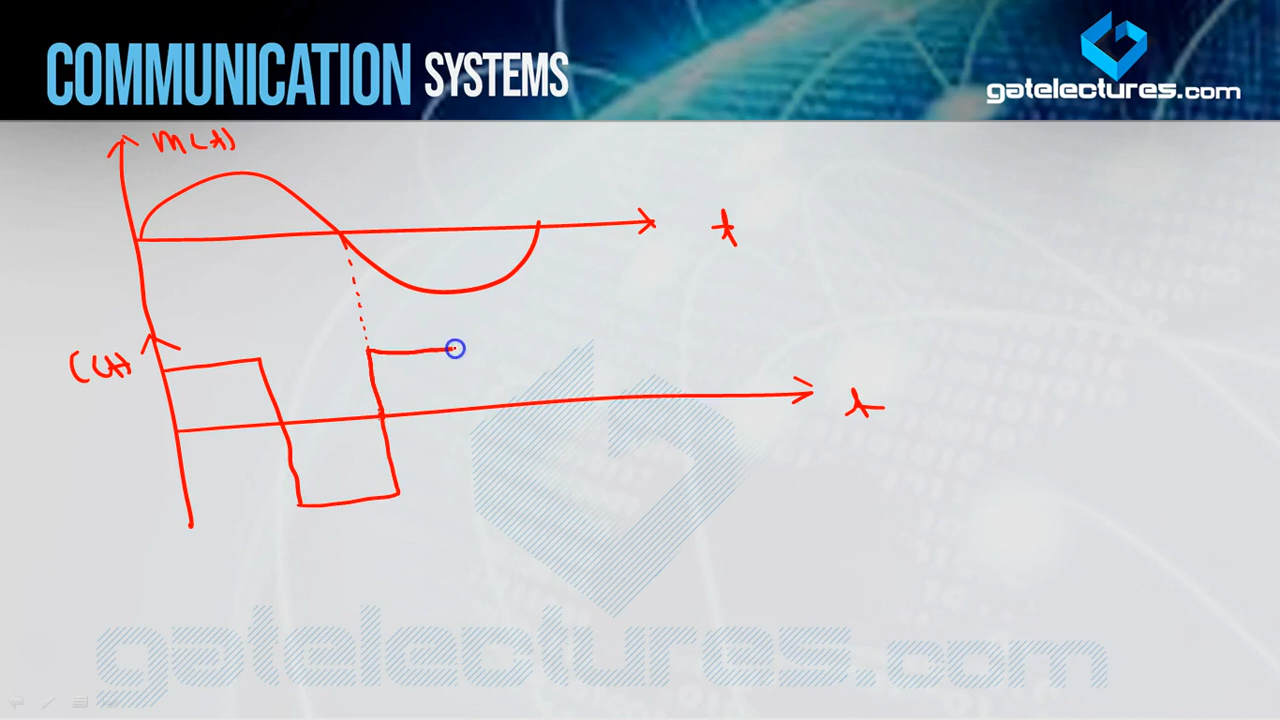 COMMUNICATION SYSTEMS
gatelectures.com
m(t)
t
c(t)
t
gatelectures.com